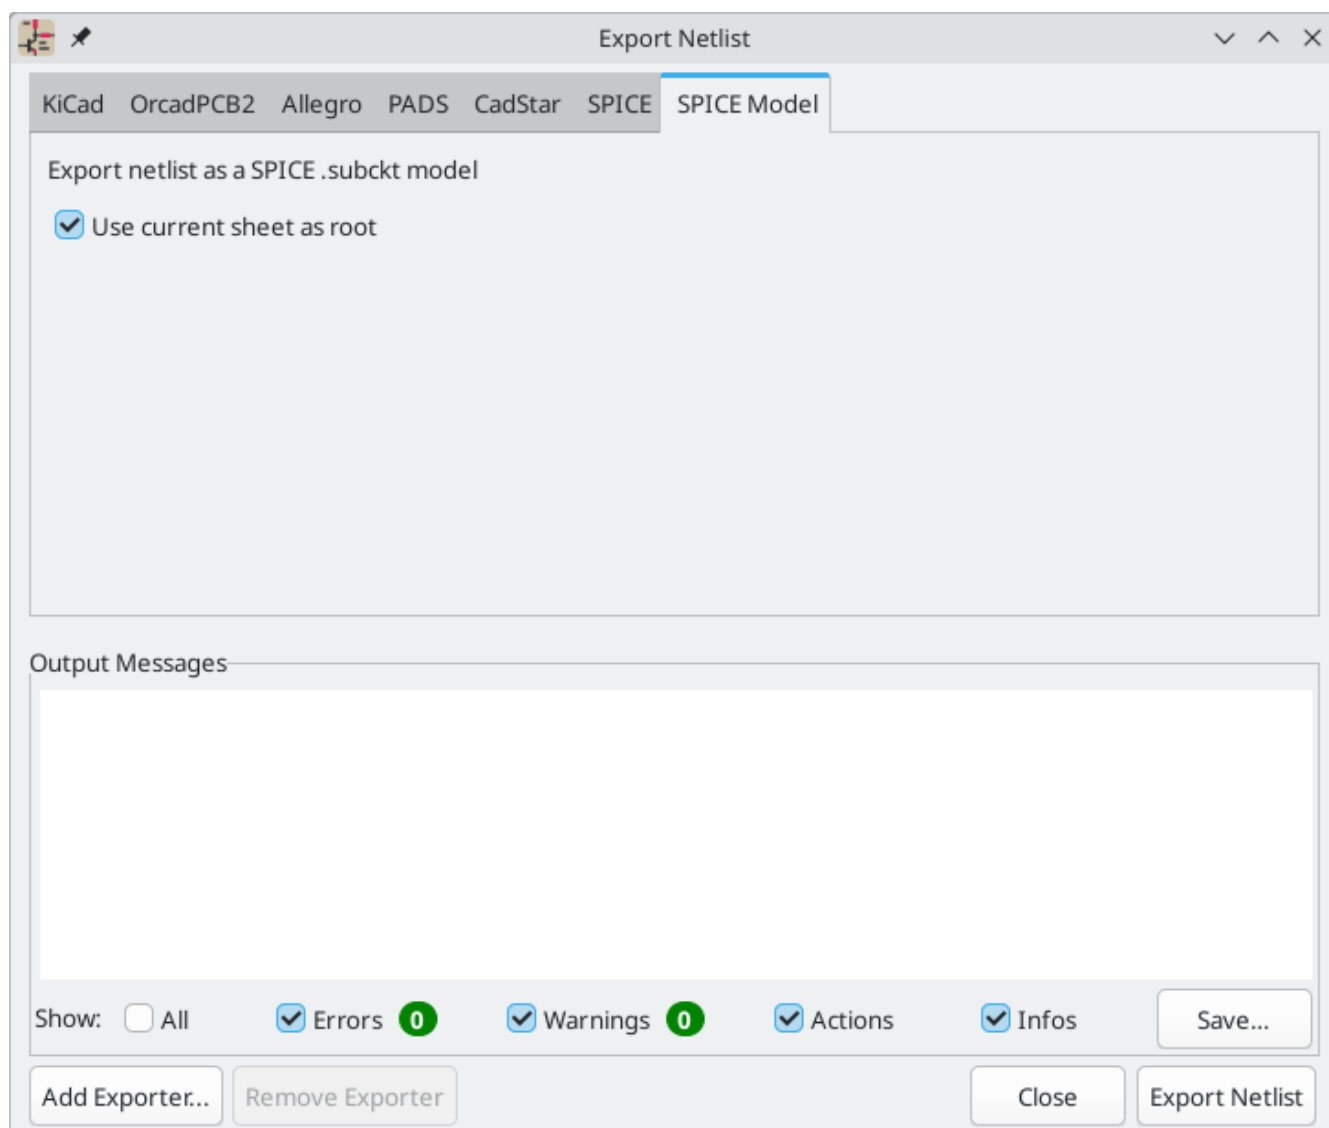 Export Netlist
KiCad OrcadPCB2 Allegro PADS CadStar SPICE SPICE Model
Export netlist as a SPICE .subckt model
Use current sheet as root
Output Messages
Show: All Errors 0 Warnings 0 Actions Infos Save...
Add Exporter... Remove Exporter Close Export Netlist